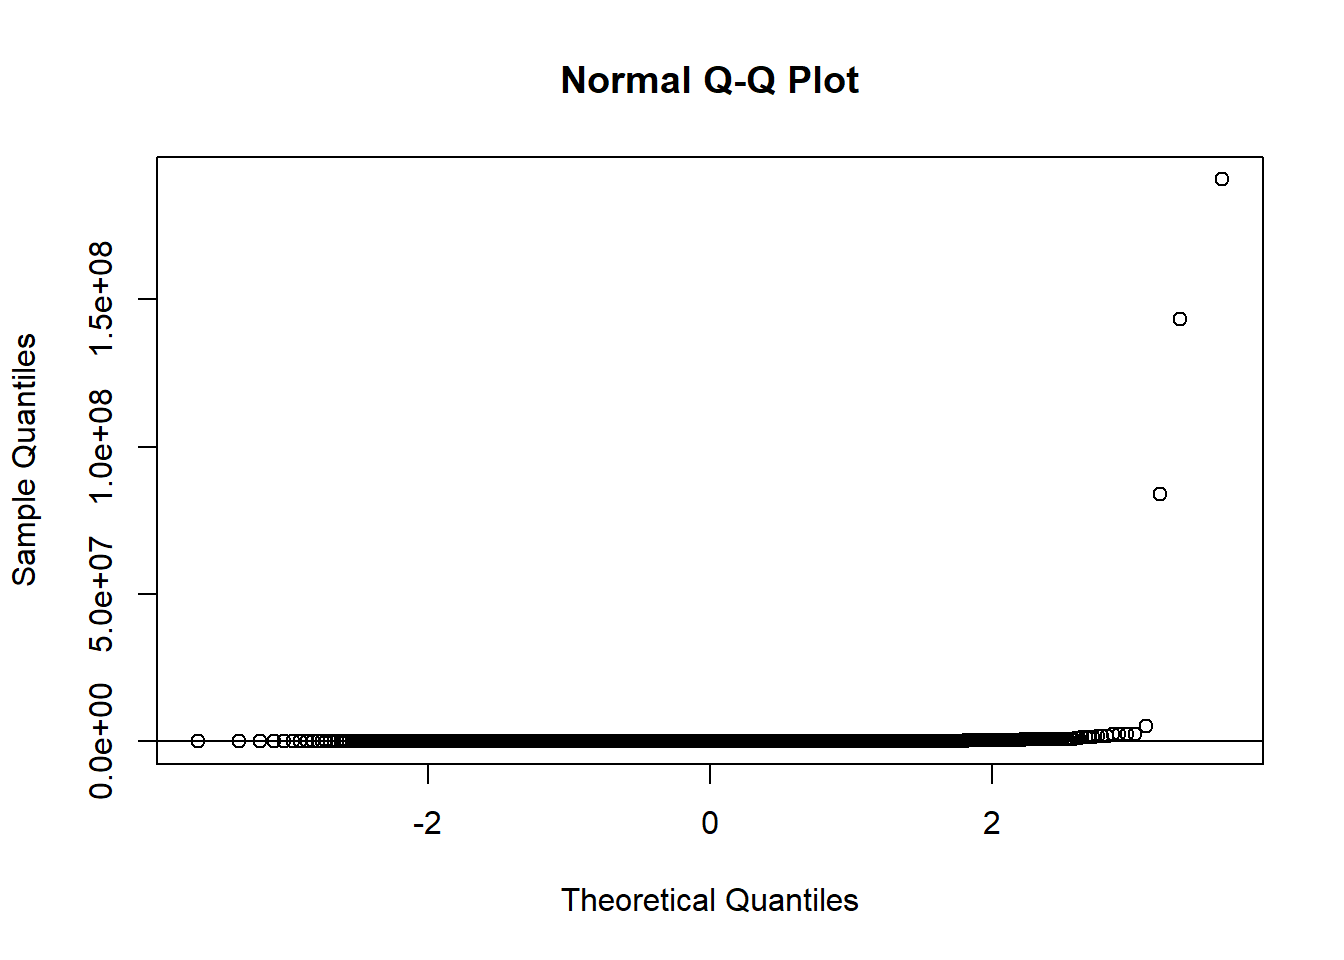 Normal Q-Q Plot
Sample Quantiles
1.5e+08
1.0e+08
5.0e+07
0.0e+00
-2
0
2
Theoretical Quantiles